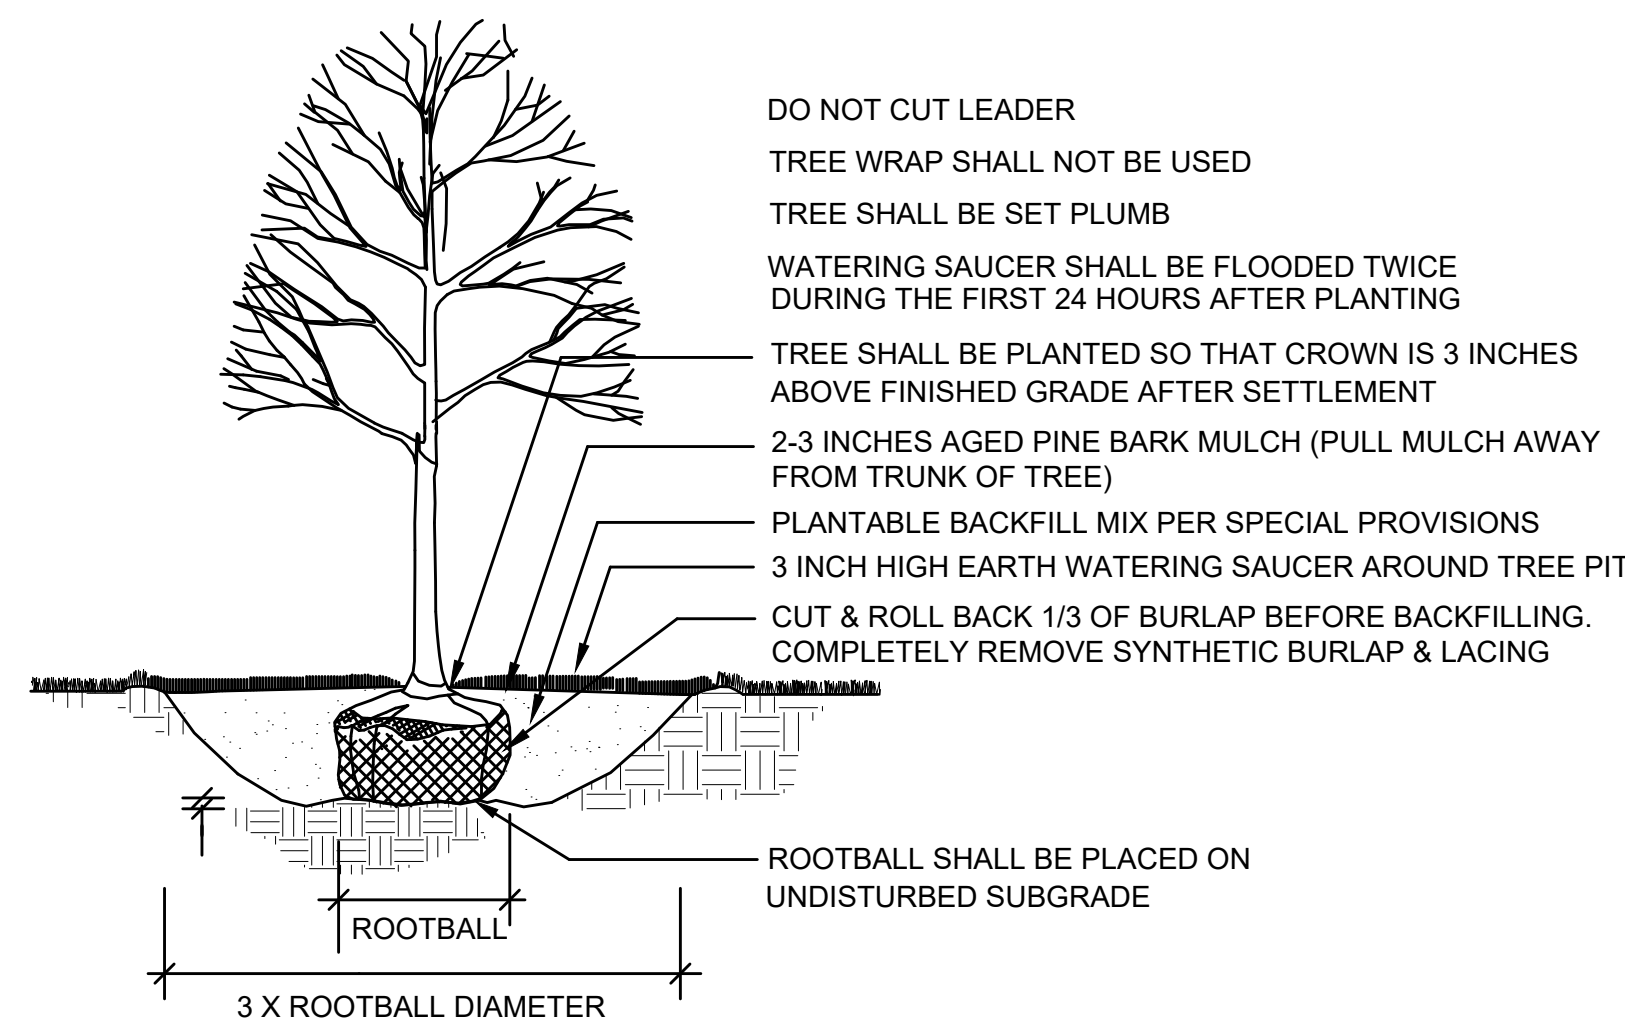 DO NOT CUT LEADER
TREE WRAP SHALL NOT BE USED
TREE SHALL BE SET PLUMB
WATERING SAUCER SHALL BE FLOODED TWICE
DURING THE FIRST 24 HOURS AFTER PLANTING
TREE SHALL BE PLANTED SO THAT CROWN IS 3 INCHES
ABOVE FINISHED GRADE AFTER SETTLEMENT
2-3 INCHES AGED PINE BARK MULCH (PULL MULCH AWAY
FROM TRUNK OF TREE)
PLANTABLE BACKFILL MIX PER SPECIAL PROVISIONS
3 INCH HIGH EARTH WATERING SAUCER AROUND TREE PIT
CUT & ROLL BACK 1/3 OF BURLAP BEFORE BACKFILLING.
COMPLETELY REMOVE SYNTHETIC BURLAP & LACING
ROOTBALL SHALL BE PLACED ON
UNDISTURBED SUBGRADE
ROOTBALL
3 X ROOTBALL DIAMETER